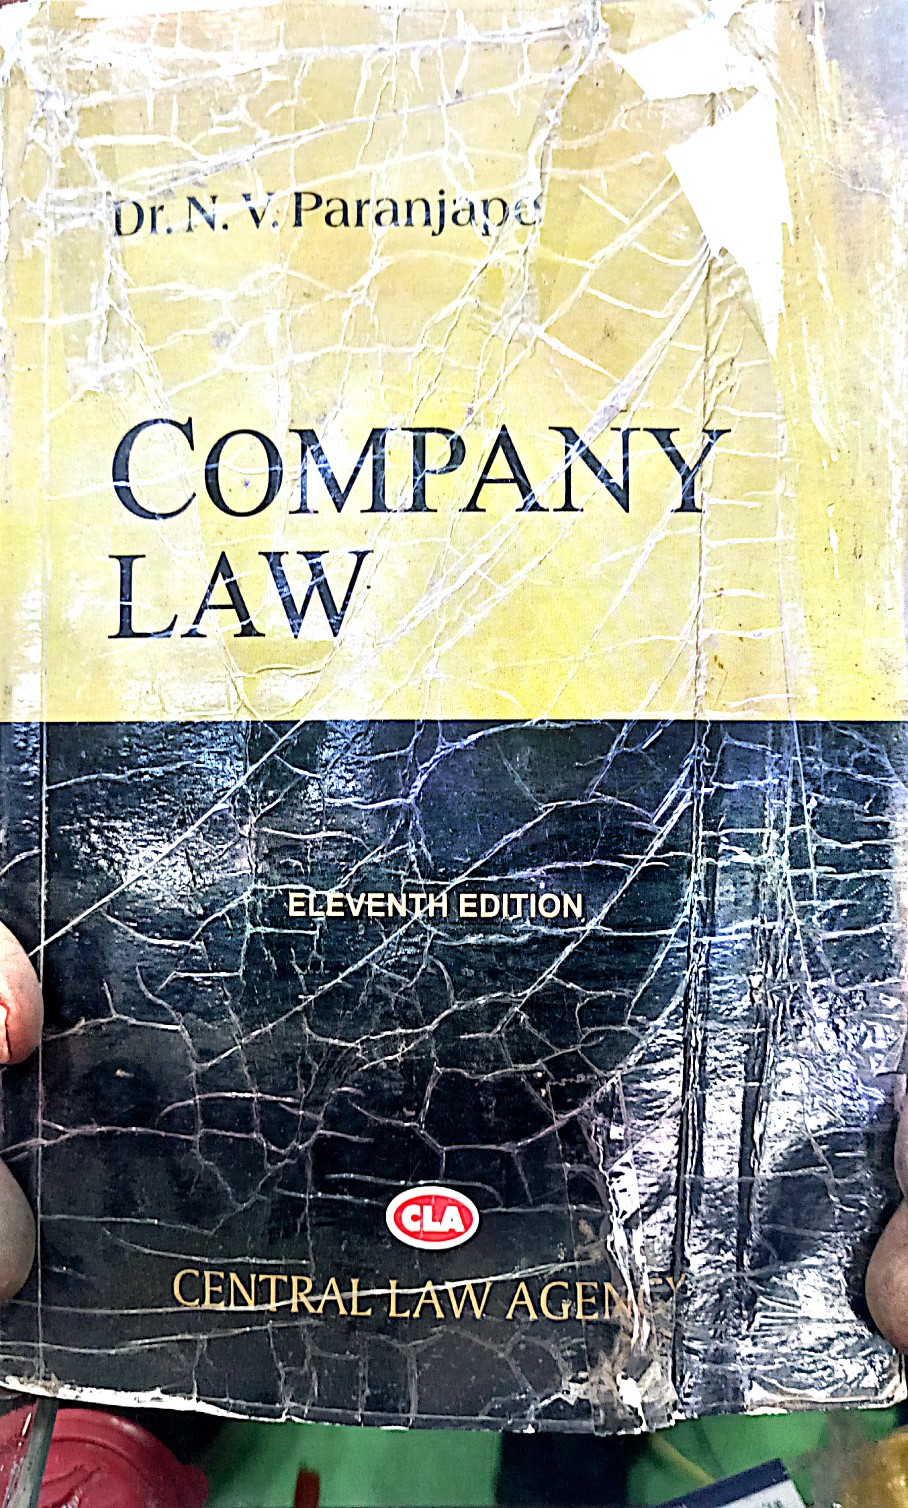 Dr. N. V. Paranjape
COMPANY
LAW
ELEVENTH EDITION
CLA
CENTRAL LAW AGENCY